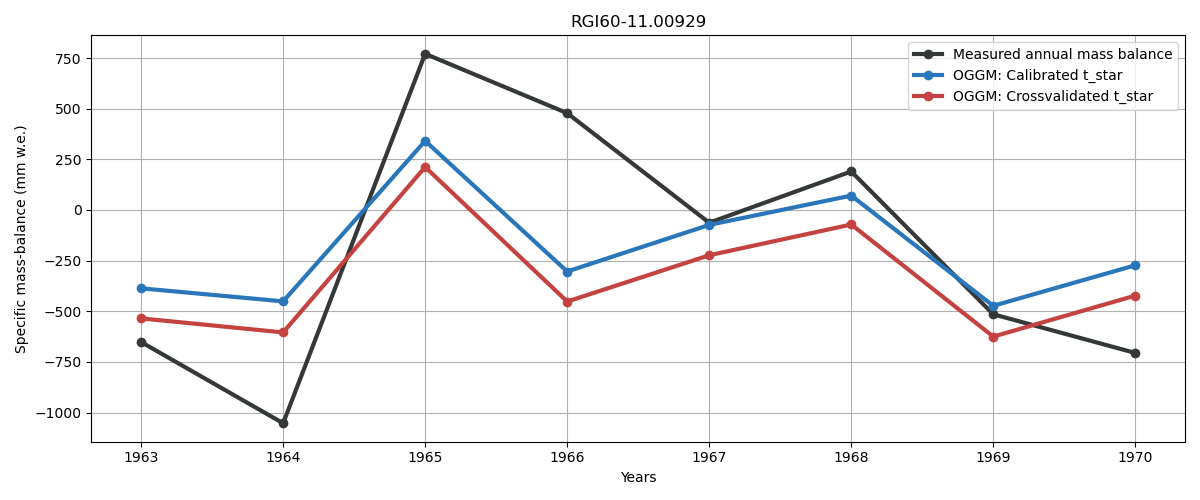 RGI60-11.00929
Measured annual mass balance
OGGM: Calibrated t_star
OGGM: Crossvalidated t_star
Specific mass-balance (mm w.e.)
750
500
250
0
−250
−500
−750
−1000
1963 1964 1965 1966 1967 1968 1969 1970
Years